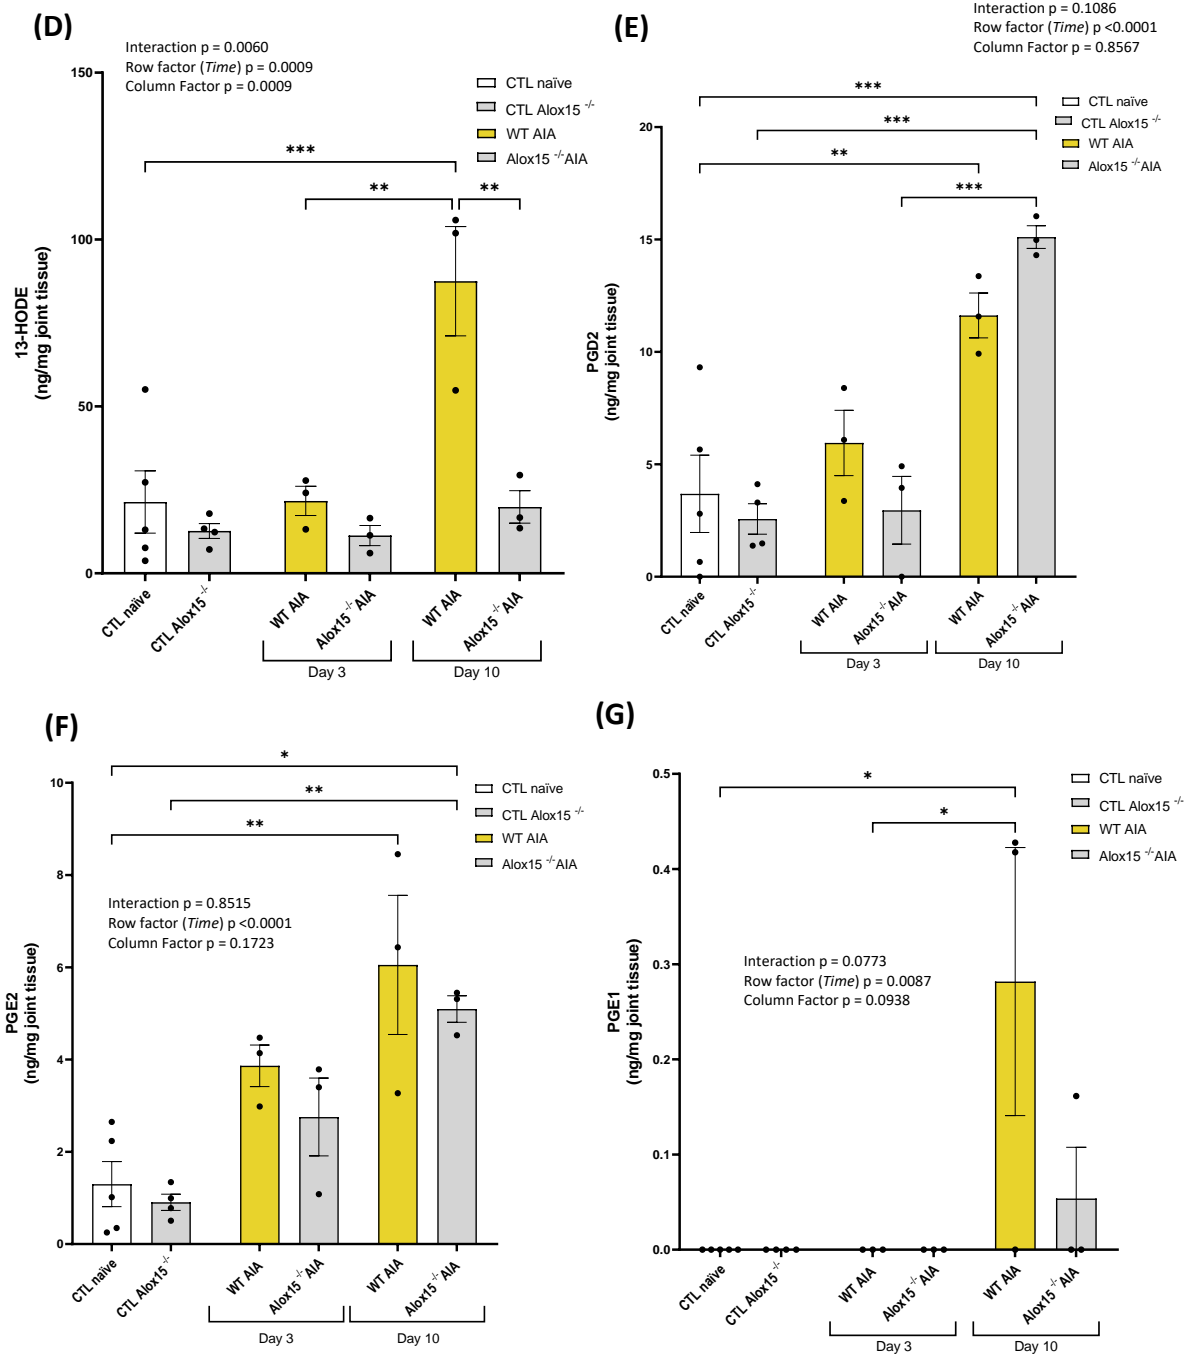 (D)
Interaction p = 0.0060
Row factor (Time) p = 0.0009
Column Factor p = 0.0009
CTL naïve
CTL Alox15 -/-
WT AIA
Alox15 -/- AIA
***
**
**
150
100
50
0
13-HODE
(ng/mg joint tissue)
CTL naïve
CTL Alox15 -/-
WT AIA
Alox15 -/- AIA
WT AIA
Alox15 -/- AIA
Day 3
Day 10
(E)
Interaction p = 0.1086
Row factor (Time) p <0.0001
Column Factor p = 0.8567
CTL naïve
CTL Alox15 -/-
WT AIA
Alox15 -/- AIA
***
***
**
***
20
15
10
5
0
PGD2
(ng/mg joint tissue)
CTL naïve
CTL Alox15 -/-
WT AIA
Alox15 -/- AIA
WT AIA
Alox15 -/- AIA
Day 3
Day 10
(F)
*
**
**
CTL naïve
CTL Alox15 -/-
WT AIA
Alox15 -/- AIA
Interaction p = 0.8515
Row factor (Time) p <0.0001
Column Factor p = 0.1723
10
8
6
4
2
0
PGE2
(ng/mg joint tissue)
CTL naïve
CTL Alox15 -/-
WT AIA
Alox15 -/- AIA
WT AIA
Alox15 -/- AIA
Day 3
Day 10
(G)
*
*
CTL naïve
CTL Alox15 -/-
WT AIA
Alox15 -/- AIA
Interaction p = 0.0773
Row factor (Time) p = 0.0087
Column Factor p = 0.0938
0.5
0.4
0.3
0.2
0.1
0.0
PGE1
(ng/mg joint tissue)
CTL naïve
CTL Alox15 -/-
WT AIA
Alox15 -/- AIA
WT AIA
Alox15 -/- AIA
Day 3
Day 10